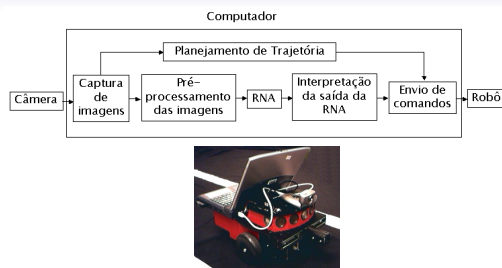 Computador
Planejamento de Trajetória
Câmera
Captura
de
imagens
Pré-
processamento
das imagens
RNA
Interpretação
da saída da
RNA
Envio de
comandos
Robô